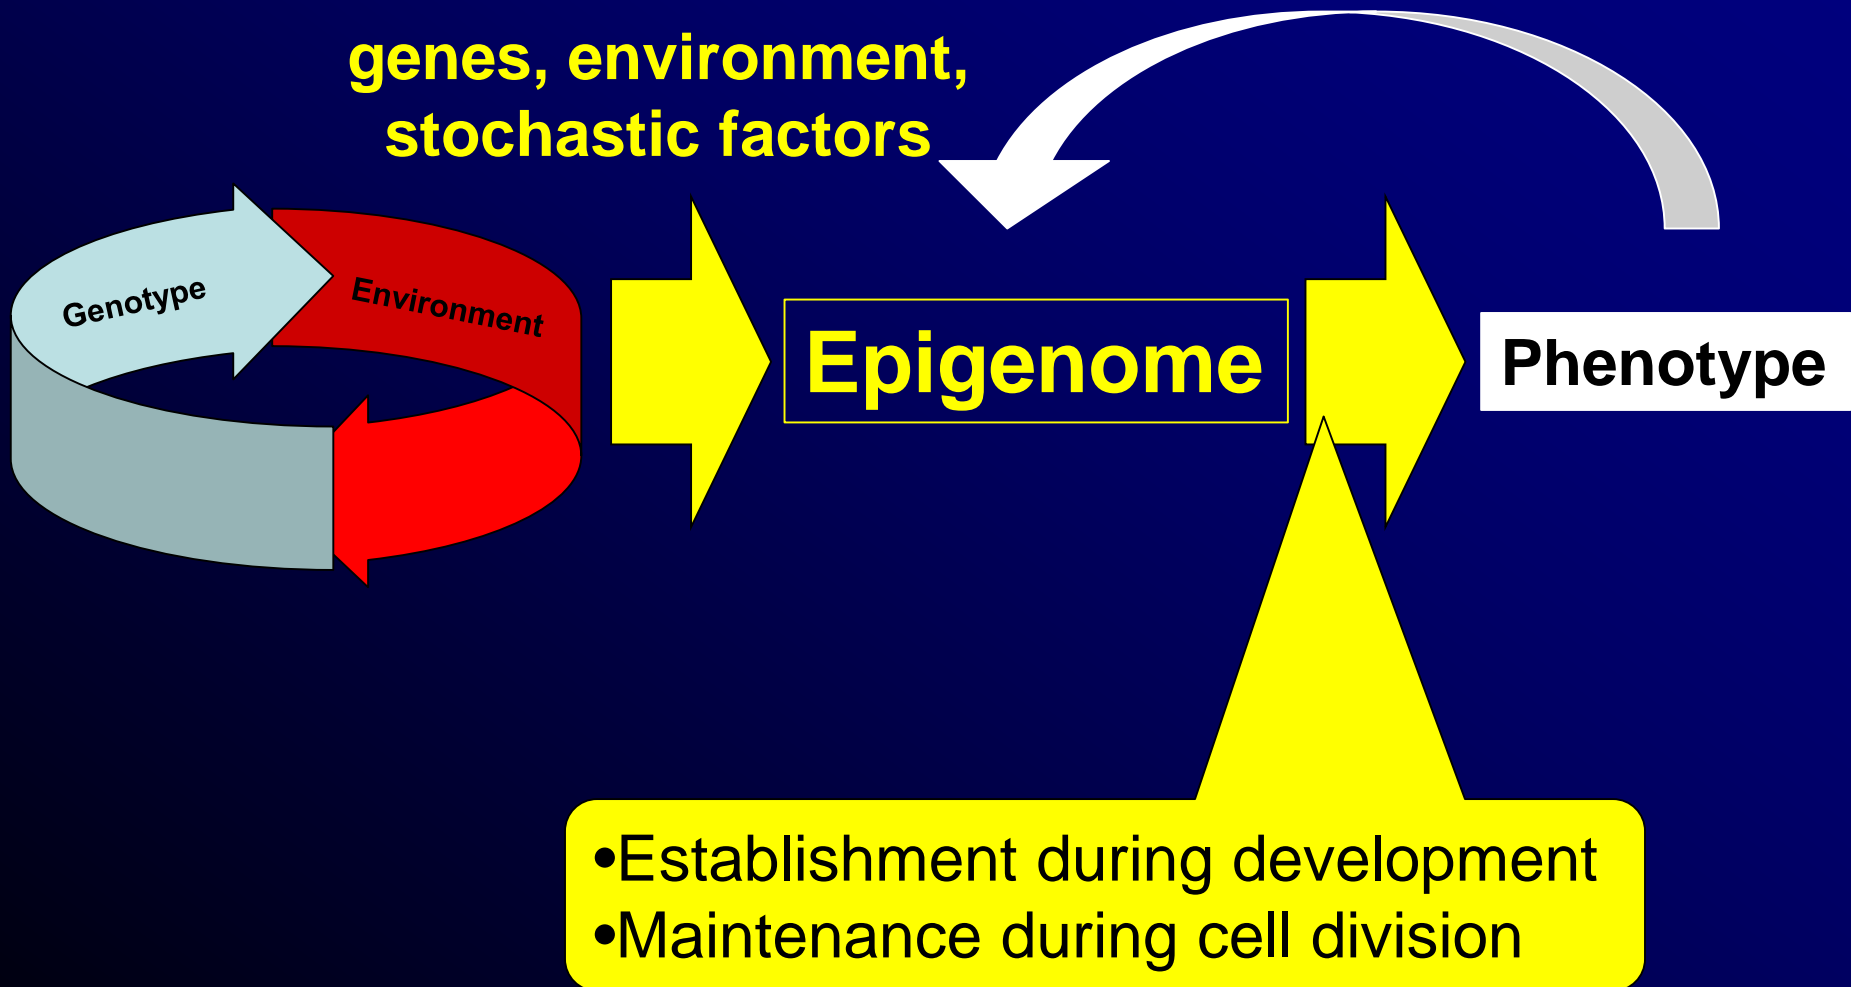 genes, environment,
stochastic factors
Genotype
Environment
Epigenome
Phenotype
•Establishment during development
•Maintenance during cell division